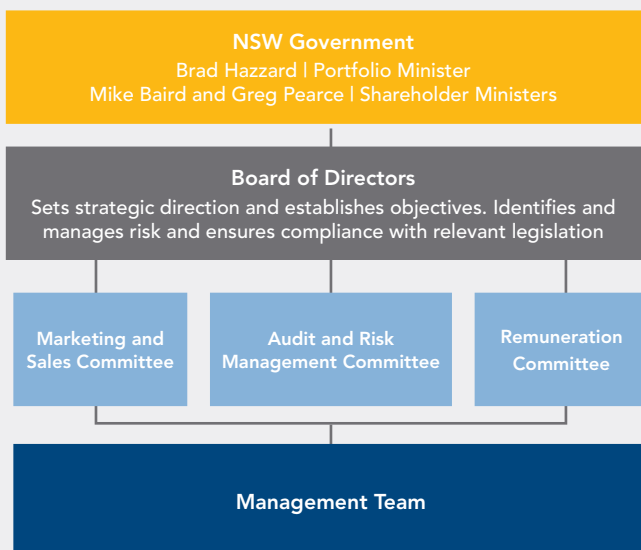 NSW Government
Brad Hazzard | Portfolio Minister
Mike Baird and Greg Pearce | Shareholder Ministers
Board of Directors
Sets strategic direction and establishes objectives. Identifies and
manages risk and ensures compliance with relevant legislation
Marketing and
Sales Committee
Audit and Risk
Management Committee
Remuneration
Committee
Management Team